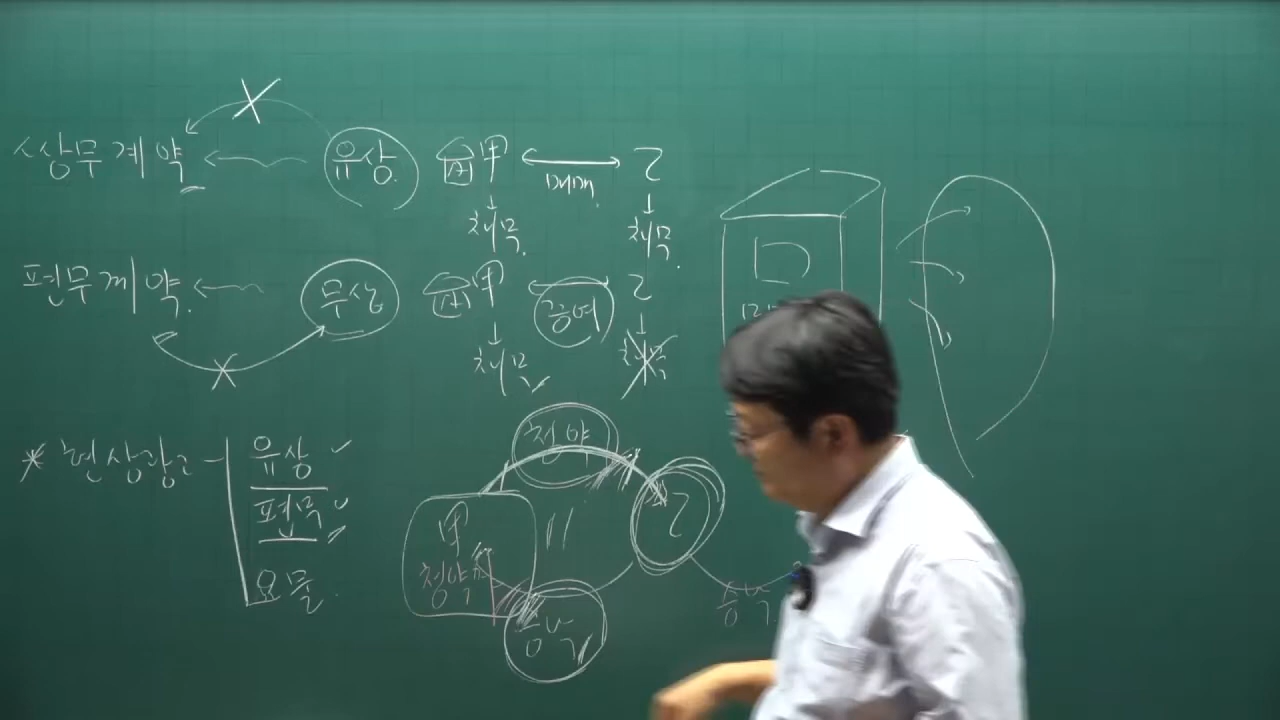 쌍무계약 유상 甲 매매 乙
채무 채무
편무계약 무상 甲 증여 乙
채무 채무
* 현상광고 유상
편무
요물
청약
甲 乙
청약
승낙 승낙